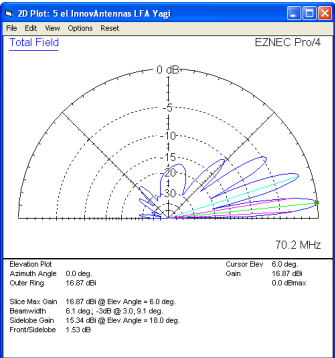 2D Plot: 5 el InnovAntennas LFA Yagi
File Edit View Options Reset
Total Field
EZNEC Pro/4
0 dB
-5
-10
-15
-20
-30
70.2 MHz
Elevation Plot
Azimuth Angle 0.0 deg.
Outer Ring 16.87 dBi
Cursor Elev 6.0 deg.
Gain 16.87 dBi
0.0 dBmax
Slice Max Gain 16.87 dBi @ Elev Angle = 6.0 deg.
Beamwidth 6.1 deg.; -3dB @ 3.0, 9.1 deg.
Sidelobe Gain 15.34 dBi @ Elev Angle = 18.0 deg.
Front/Sidelobe 1.53 dB